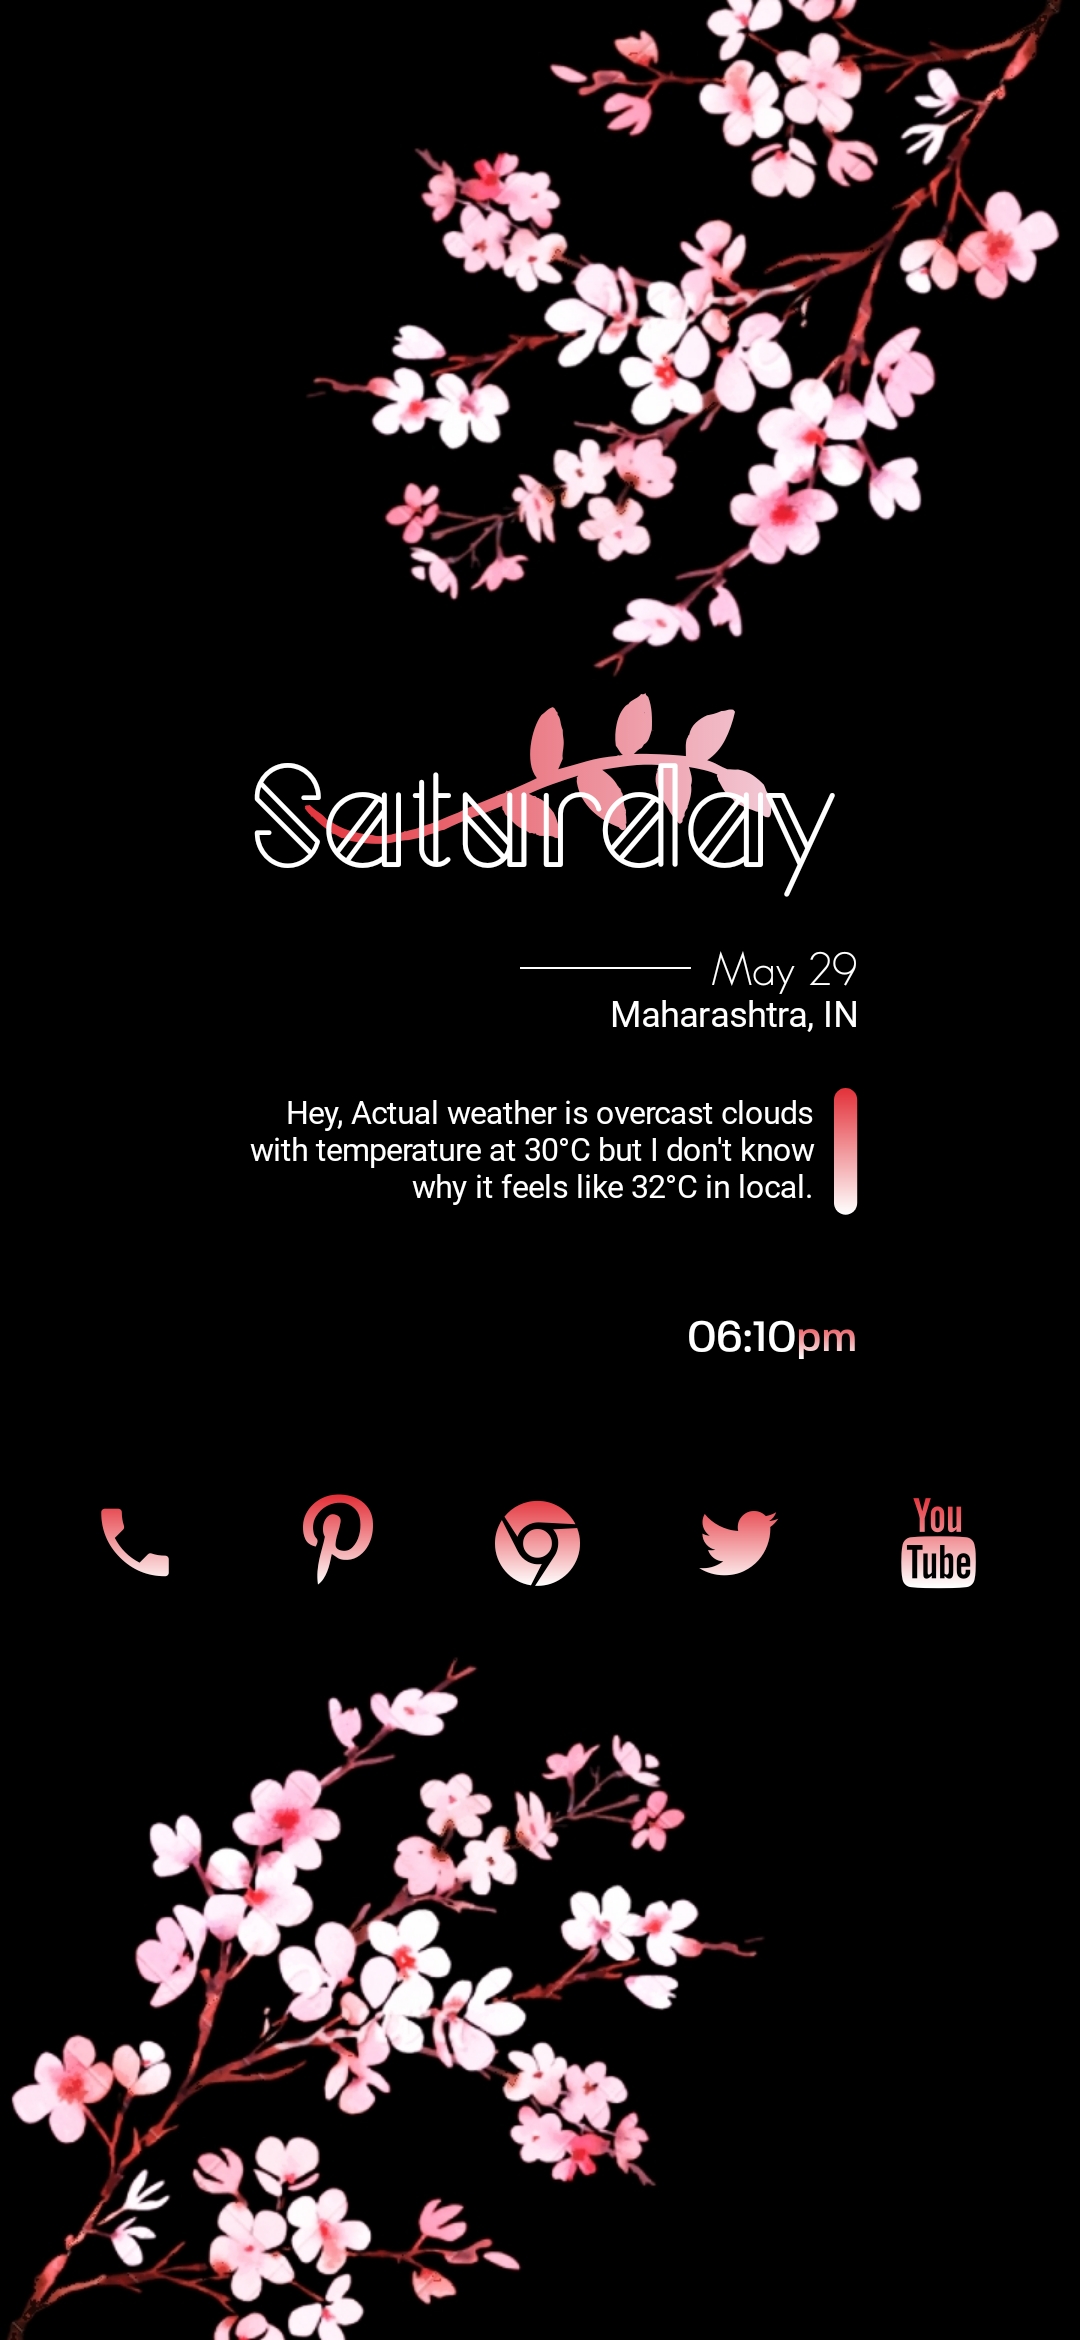 Saturday
May 29
Maharashtra, IN
Hey, Actual weather is overcast clouds
with temperature at 30°C but I don't know
why it feels like 32°C in local.
06:10pm
You
Tube